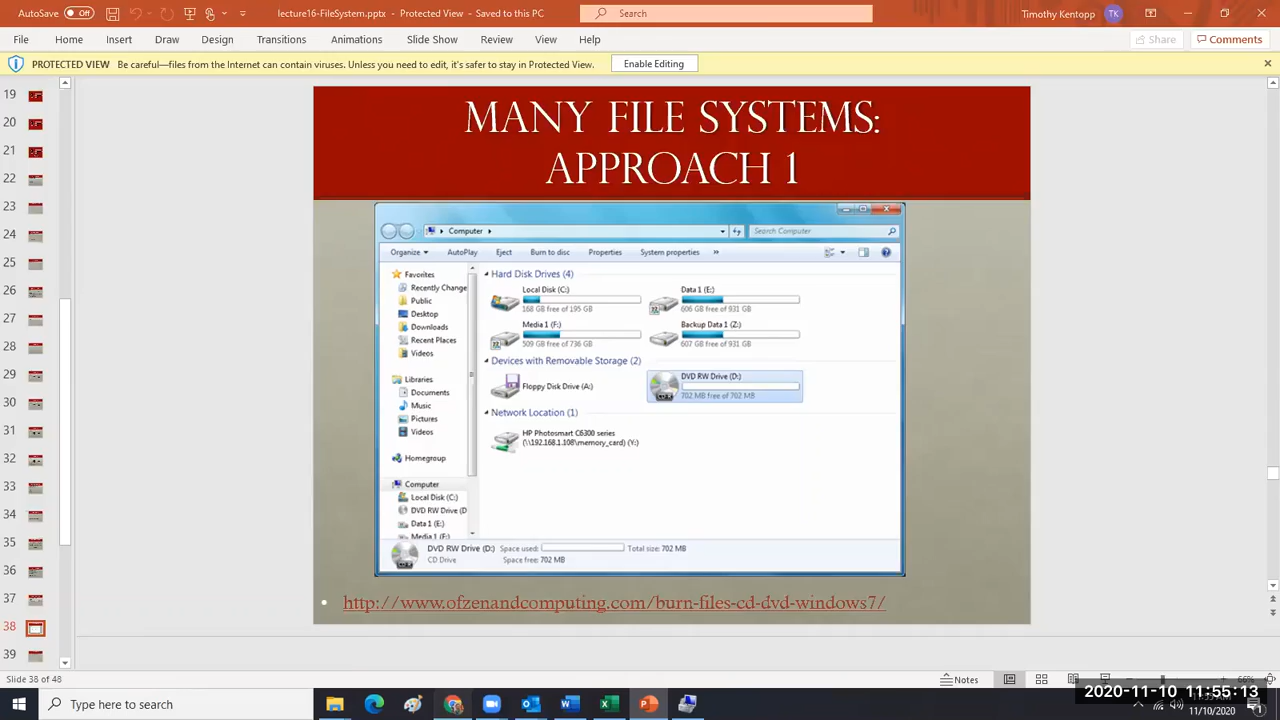 AutoSave Off lecture16-FileSystem.pptx - Protected View - Saved to this PC Search Timothy Kentopp TK
File Home Insert Draw Design Transitions Animations Slide Show Review View Help Share Comments
PROTECTED VIEW Be careful—files from the Internet can contain viruses. Unless you need to edit, it's safer to stay in Protected View. Enable Editing
19
20
21
22
23
24
25
26
29
31
32
33
34
35
36
37
38
39
MANY FILE SYSTEMS:
APPROACH 1
Computer Search Computer
Organize AutoPlay Eject Burn to disc Properties System properties »
Favorites
Recently Change
Public
Desktop
Downloads
Recent Places
Videos
Libraries
Documents
Music
Pictures
Videos
Homegroup
Computer
Local Disk (C:)
DVD RW Drive (D
Data 1 (E:)
Media 1 (F:)
Hard Disk Drives (4)
Local Disk (C:)
168 GB free of 195 GB
Data 1 (E:)
606 GB free of 931 GB
Media 1 (F:)
509 GB free of 736 GB
Backup Data 1 (Z:)
607 GB free of 931 GB
Devices with Removable Storage (2)
Floppy Disk Drive (A:)
DVD RW Drive (D:)
702 MB free of 702 MB
Network Location (1)
HP Photosmart C6300 series
(\\192.168.1.108\memory_card) (Y:)
DVD RW Drive (D:) Space used: Total size: 702 MB
CD Drive Space free: 702 MB
• http://www.ofzenandcomputing.com/burn-files-cd-dvd-windows7/
Slide 38 of 48 Notes
2020-11-10 11:55:13
Type here to search
11/10/2020